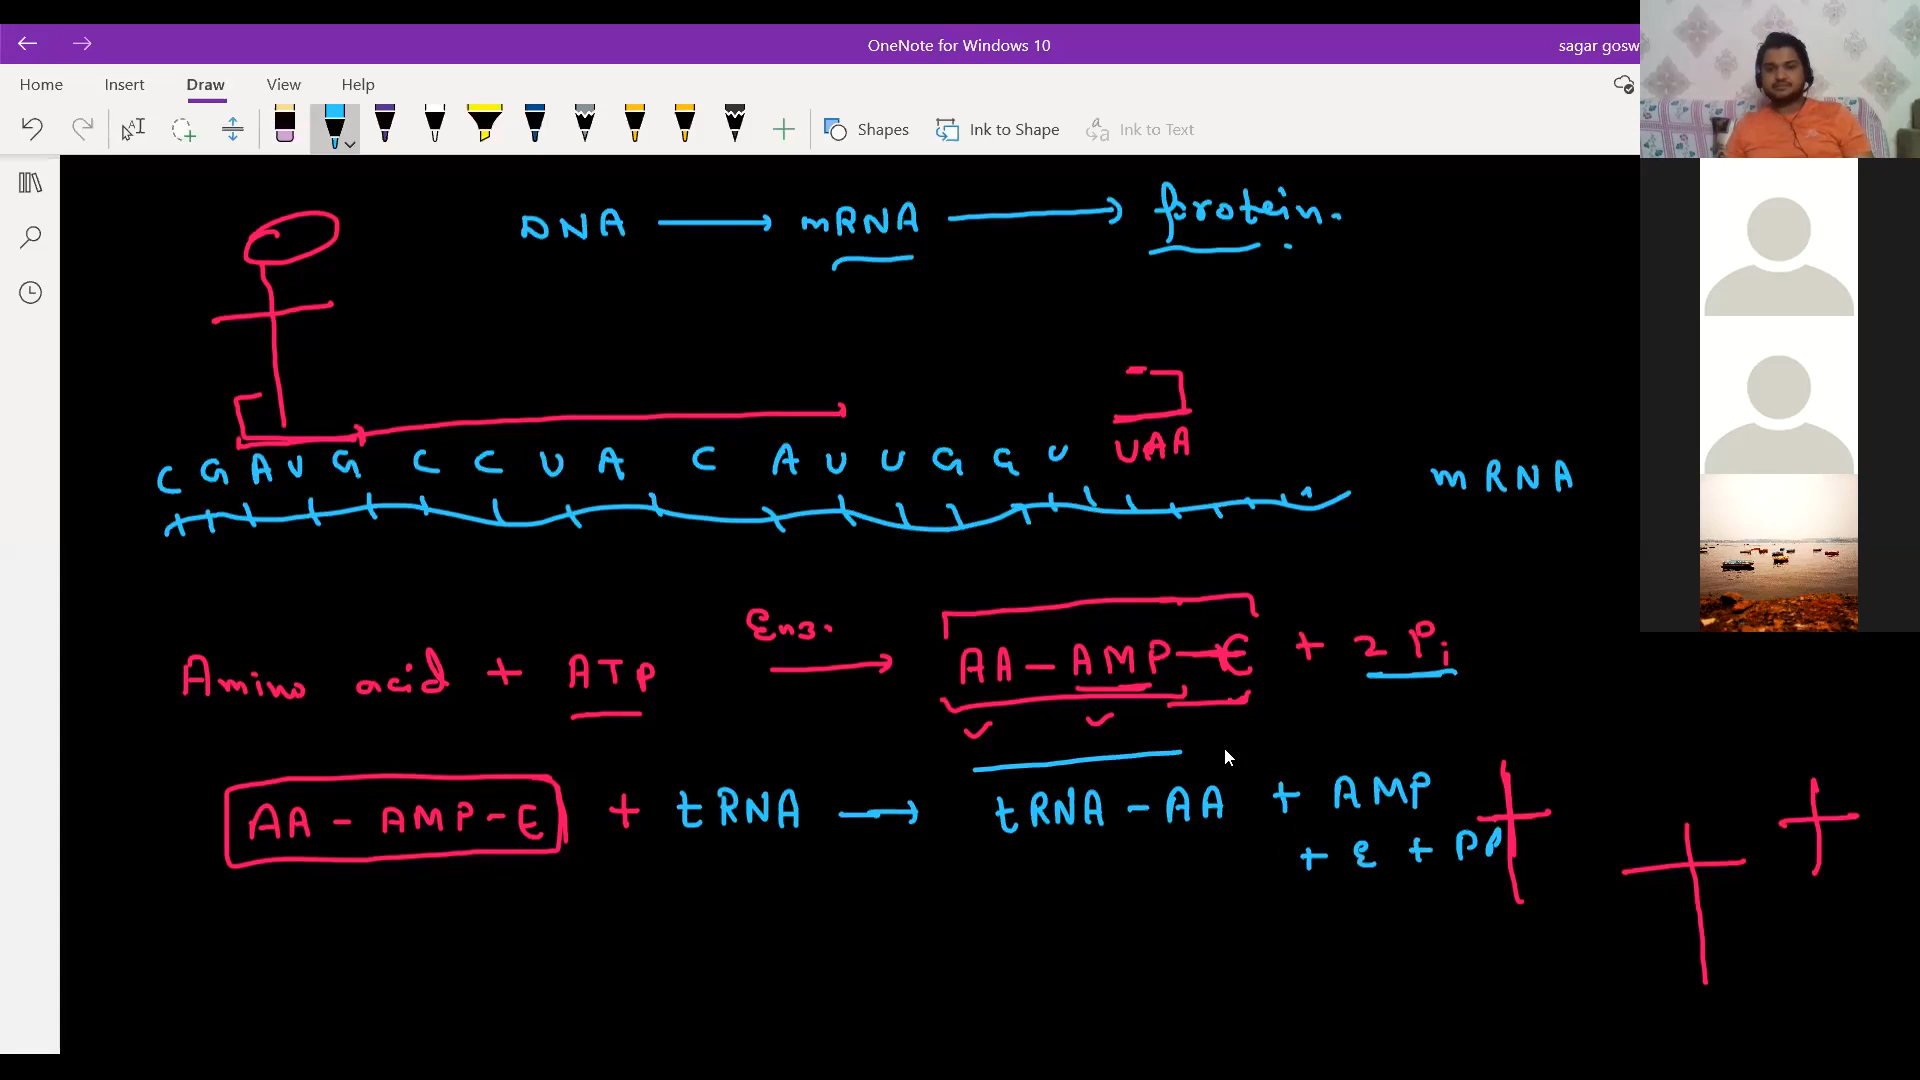 OneNote for Windows 10
sagar gosw
Home Insert Draw View Help
Shapes Ink to Shape Ink to Text
DNA → mRNA → protein.
UAA
C G A U G C C U A C A U U G G U
mRNA
Enz.
Amino acid + ATP → AA - AMP - E + 2 Pi
AA - AMP - E + tRNA → tRNA - AA + AMP
+ E + PP